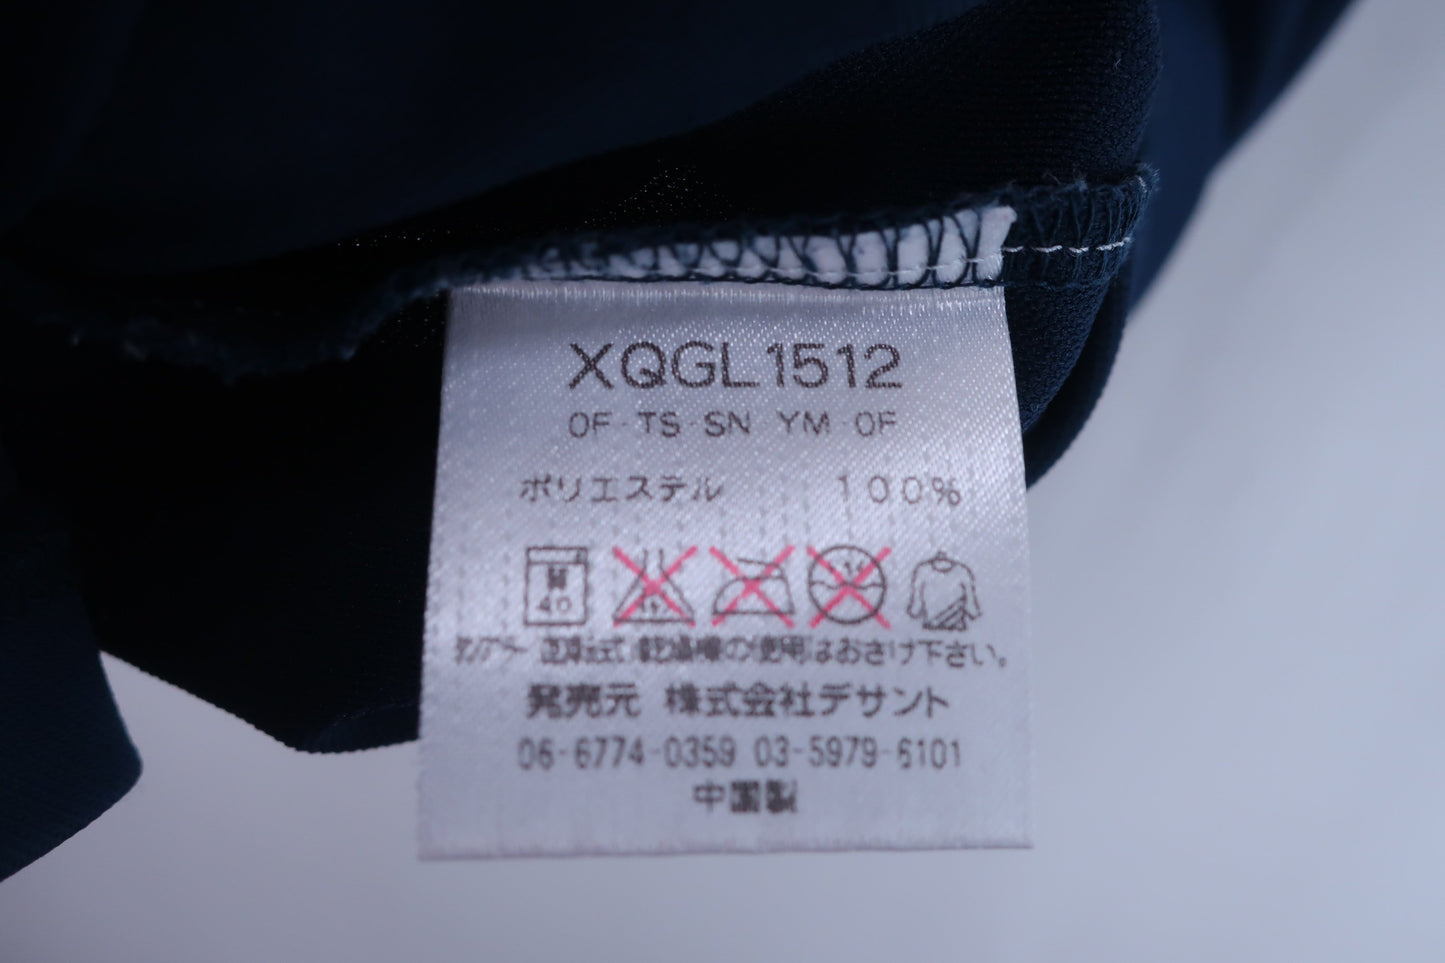 XQGL1512
OF·TS·SN YM·OF
ポリエステル 100%
40
タンブラー 回転式 乾燥機の使用はおさけ下さい。
発売元 株式会社デサント
06-6774-0359 03-5979-6101
中国製